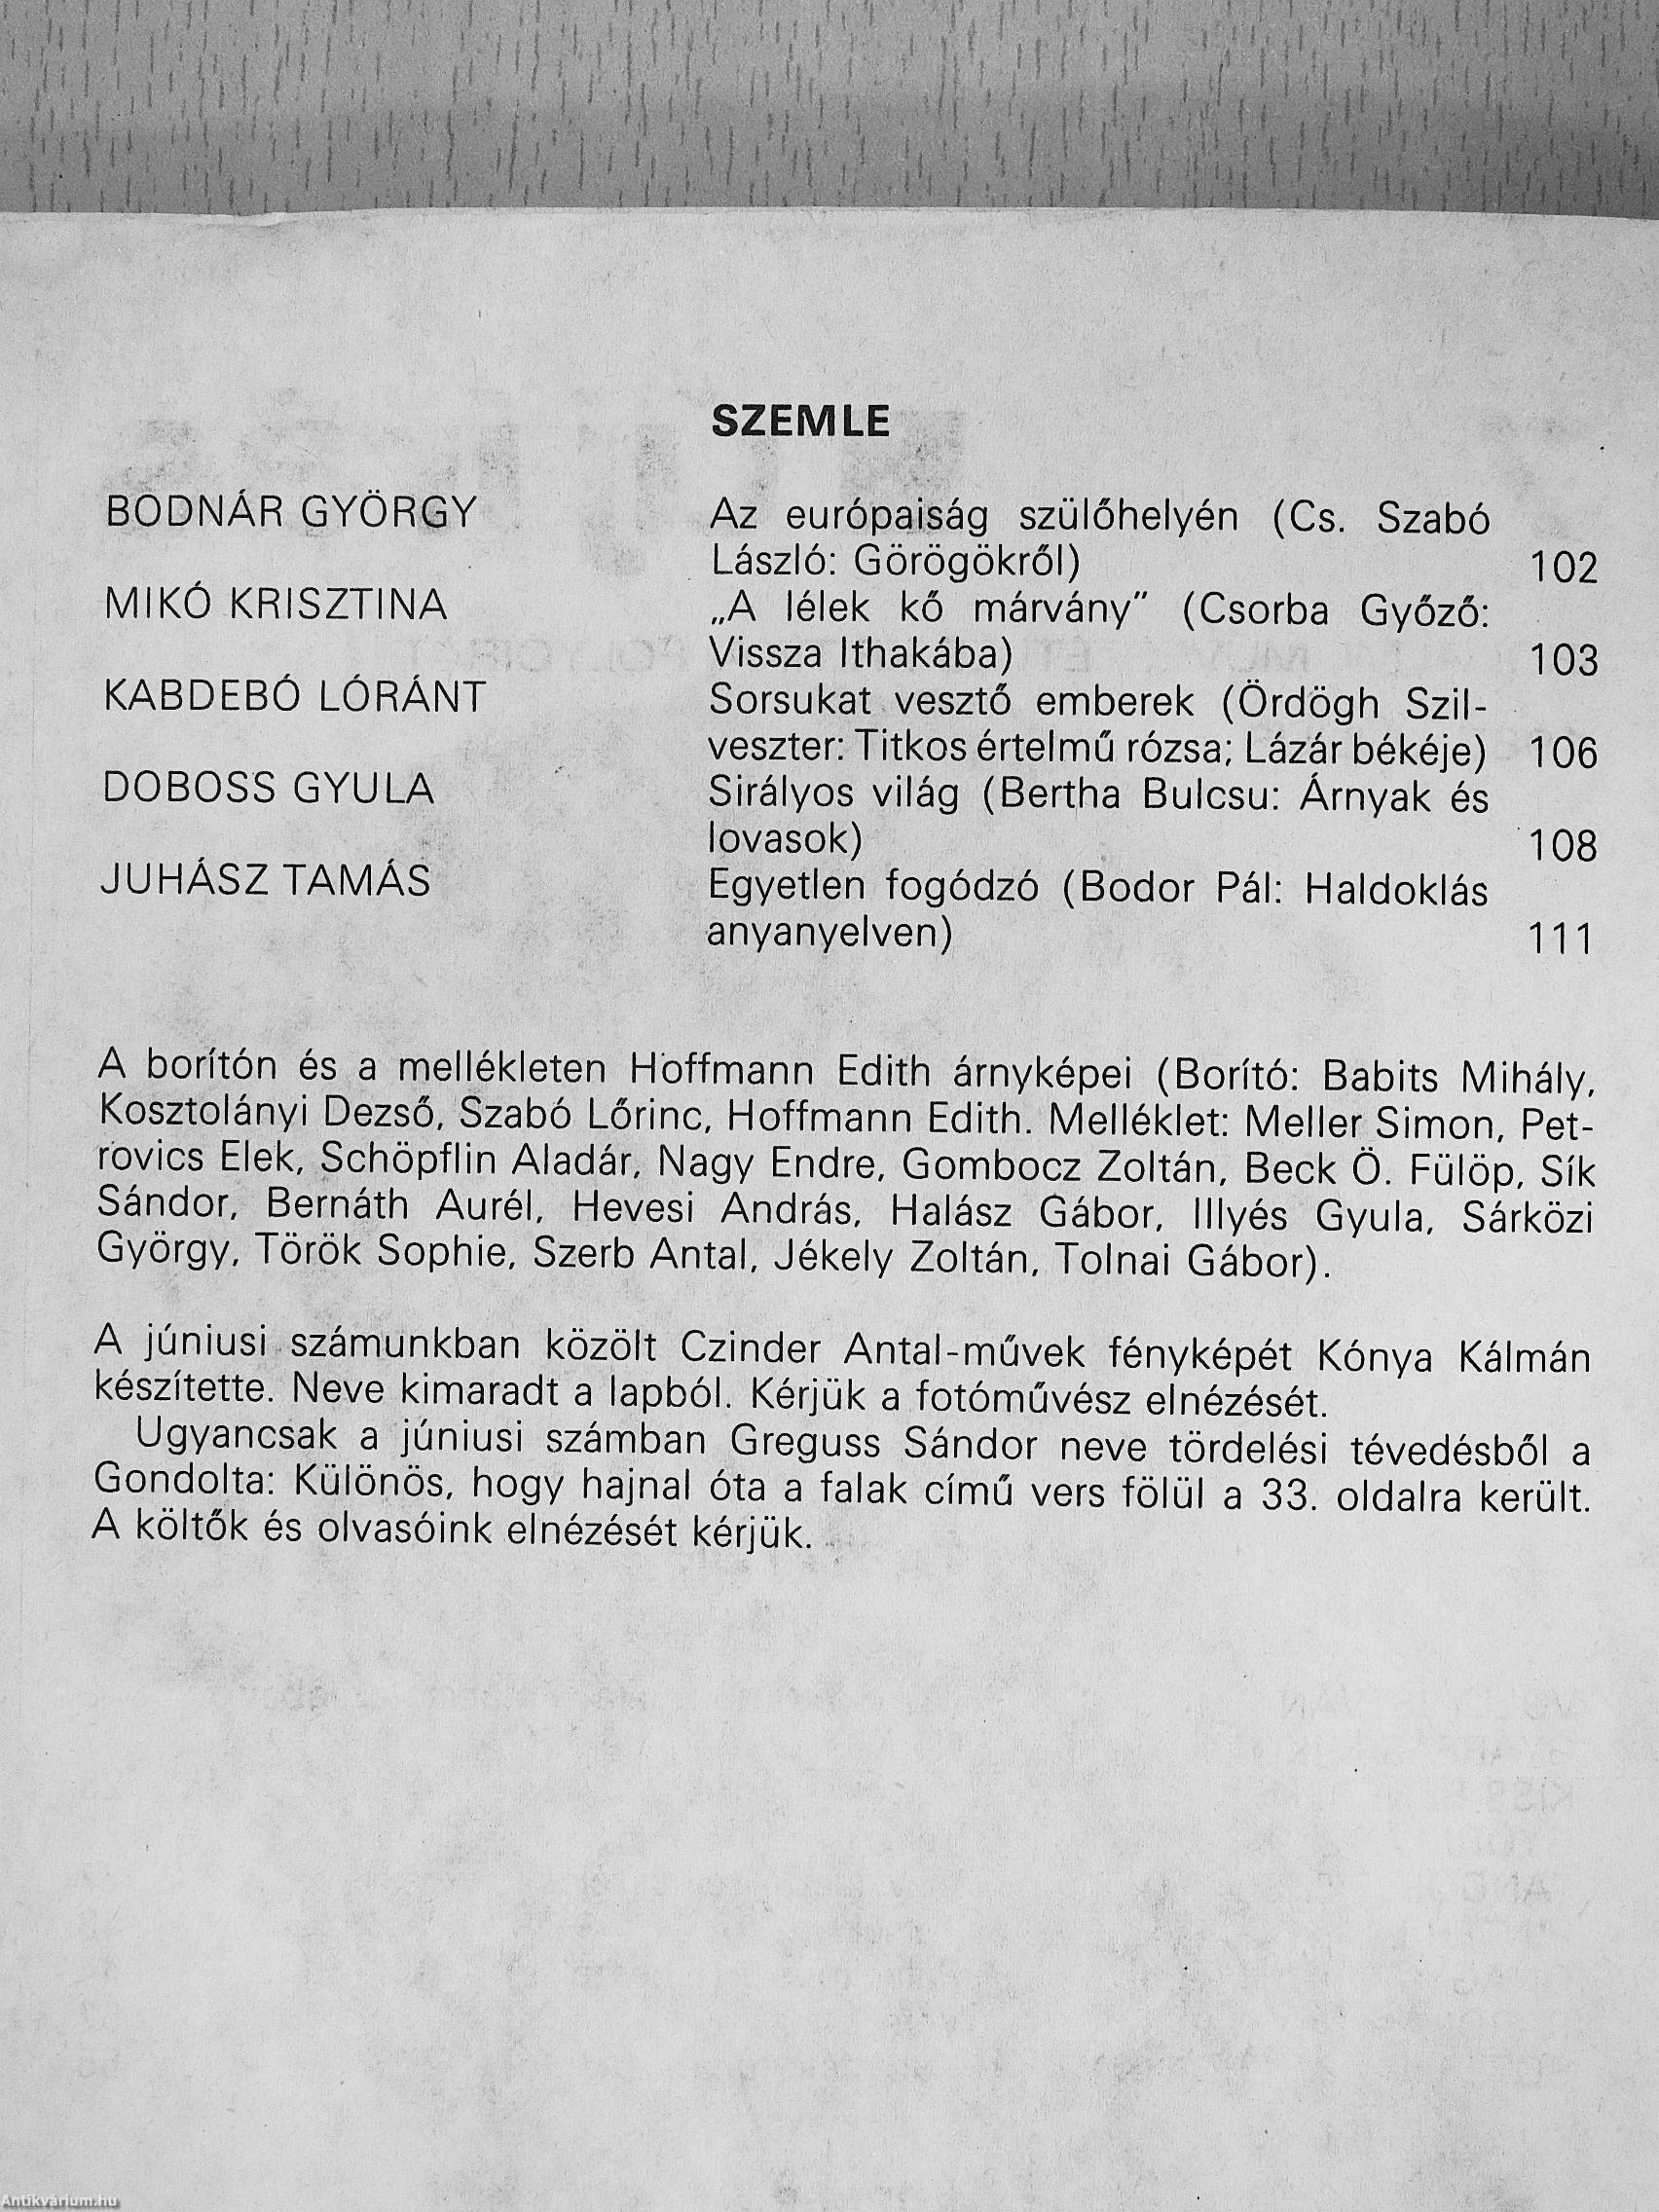 SZEMLE
BODNÁR GYÖRGY
Az európaiság szülőhelyén (Cs. Szabó
László: Görögökről) 102
MIKÓ KRISZTINA
„A lélek kő márvány” (Csorba Győző:
Vissza Ithakába) 103
KABDEBÓ LÓRÁNT
Sorsukat vesztő emberek (Ördögh Szil-
veszter: Titkos értelmű rózsa; Lázár békéje) 106
DOBOSS GYULA
Sirályos világ (Bertha Bulcsu: Árnyak és
lovasok) 108
JUHÁSZ TAMÁS
Egyetlen fogódzó (Bodor Pál: Haldoklás
anyanyelven) 111
A borítón és a mellékleten Hoffmann Edith árnyképei (Borító: Babits Mihály,
Kosztolányi Dezső, Szabó Lőrinc, Hoffmann Edith. Melléklet: Meller Simon, Pet-
rovics Elek, Schöpflin Aladár, Nagy Endre, Gombocz Zoltán, Beck Ö. Fülöp, Sík
Sándor, Bernáth Aurél, Hevesi András, Halász Gábor, Illyés Gyula, Sárközi
György, Török Sophie, Szerb Antal, Jékely Zoltán, Tolnai Gábor).
A júniusi számunkban közölt Czinder Antal-művek fényképét Kónya Kálmán
készítette. Neve kimaradt a lapból. Kérjük a fotóművész elnézését.
Ugyancsak a júniusi számban Greguss Sándor neve tördelési tévedésből a
Gondolta: Különös, hogy hajnal óta a falak című vers fölül a 33. oldalra került.
A költők és olvasóink elnézését kérjük.
Antikvárium.hu